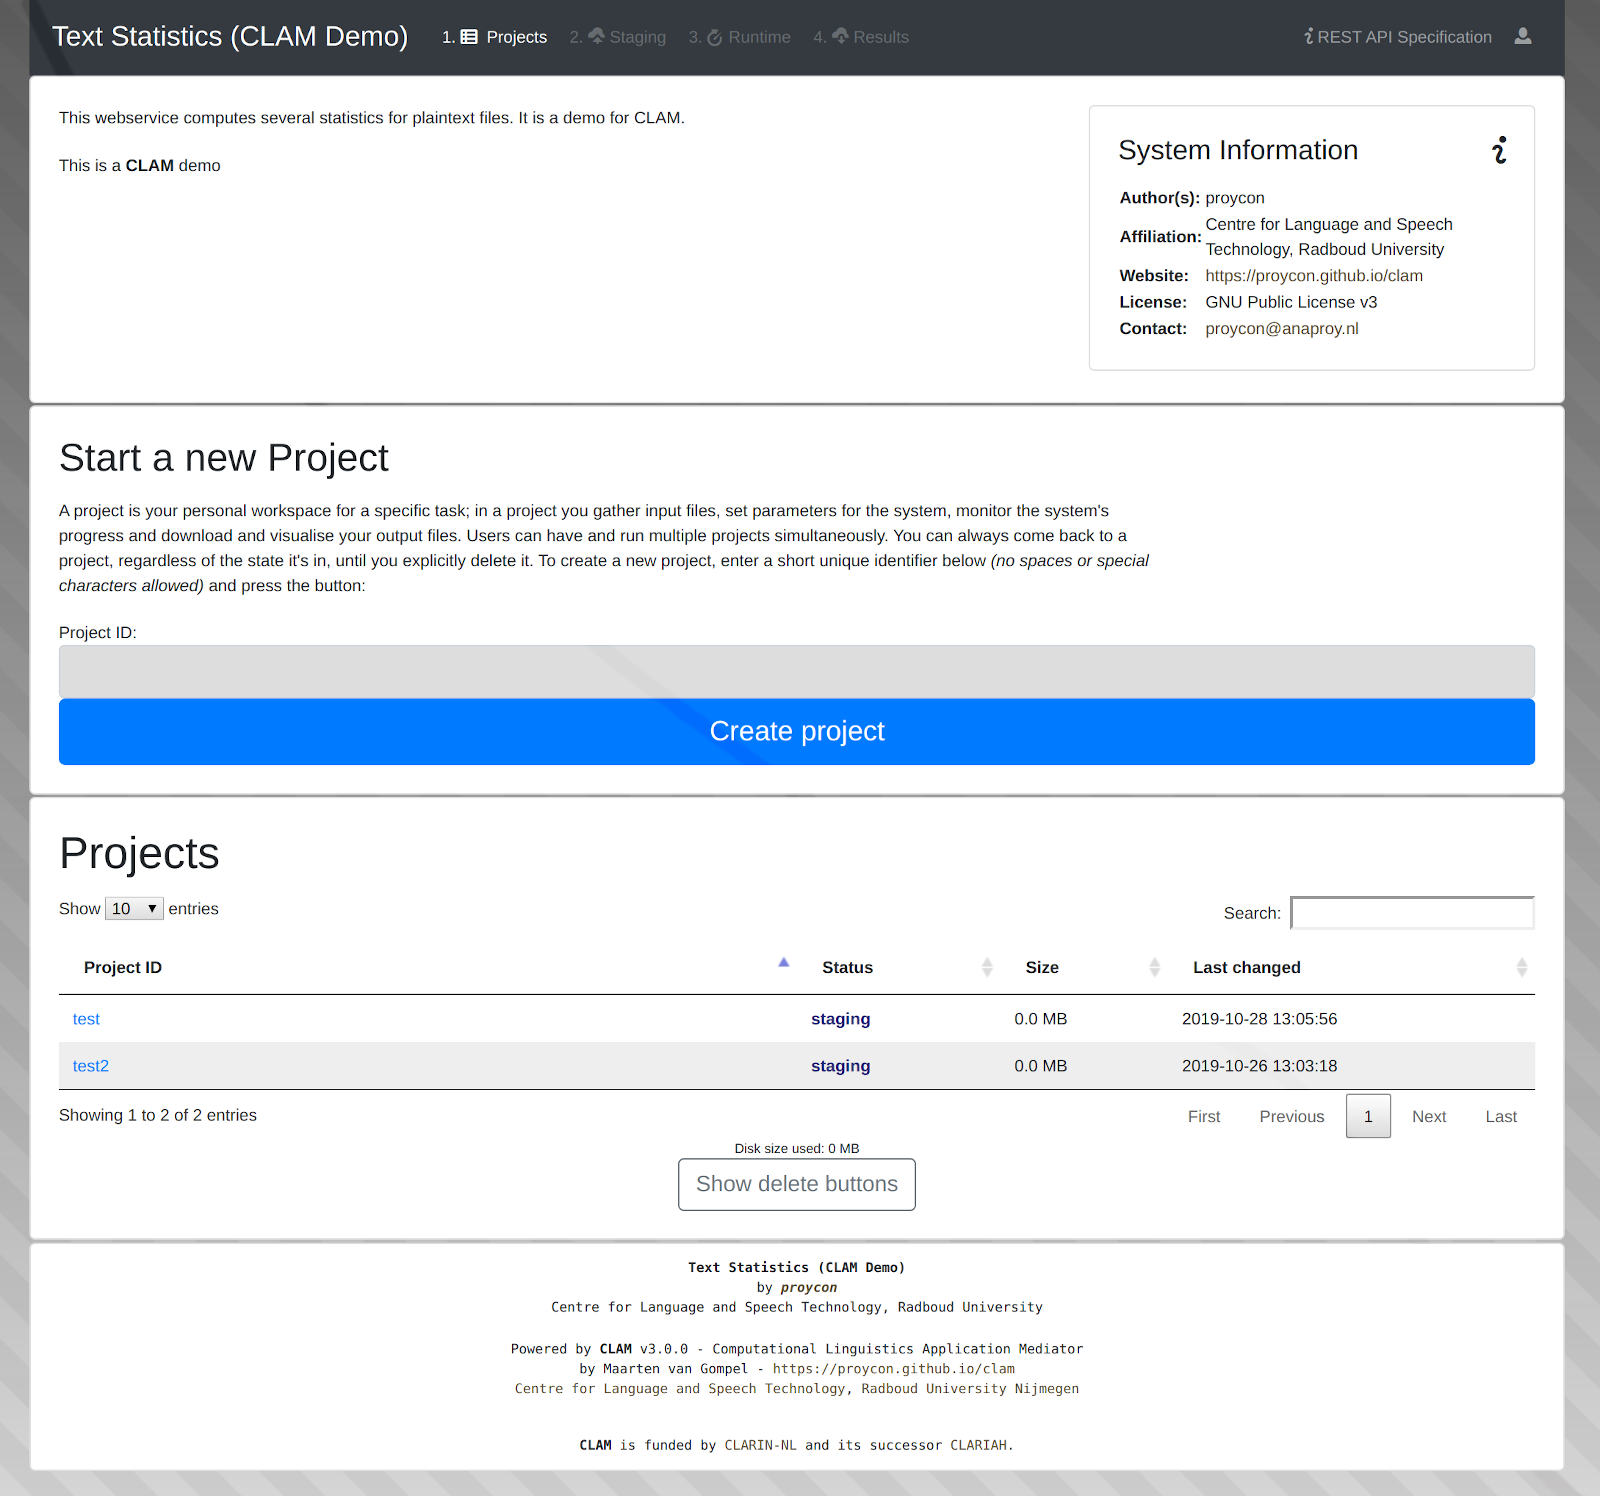 Text Statistics (CLAM Demo) 1. Projects 2. Staging 3. Runtime 4. Results REST API Specification
This webservice computes several statistics for plaintext files. It is a demo for CLAM.
This is a CLAM demo
System Information
Author(s): proycon
Affiliation: Centre for Language and Speech
Technology, Radboud University
Website: https://proycon.github.io/clam
License: GNU Public License v3
Contact: proycon@anaproy.nl
Start a new Project
A project is your personal workspace for a specific task; in a project you gather input files, set parameters for the system, monitor the system's
progress and download and visualise your output files. Users can have and run multiple projects simultaneously. You can always come back to a
project, regardless of the state it's in, until you explicitly delete it. To create a new project, enter a short unique identifier below (no spaces or special
characters allowed) and press the button:
Project ID:
Create project
Projects
Show 10 entries
Search:
Project ID Status Size Last changed
test staging 0.0 MB 2019-10-28 13:05:56
test2 staging 0.0 MB 2019-10-26 13:03:18
Showing 1 to 2 of 2 entries
First Previous 1 Next Last
Disk size used: 0 MB
Show delete buttons
Text Statistics (CLAM Demo)
by proycon
Centre for Language and Speech Technology, Radboud University
Powered by CLAM v3.0.0 - Computational Linguistics Application Mediator
by Maarten van Gompel - https://proycon.github.io/clam
Centre for Language and Speech Technology, Radboud University Nijmegen
CLAM is funded by CLARIN-NL and its successor CLARIAH.